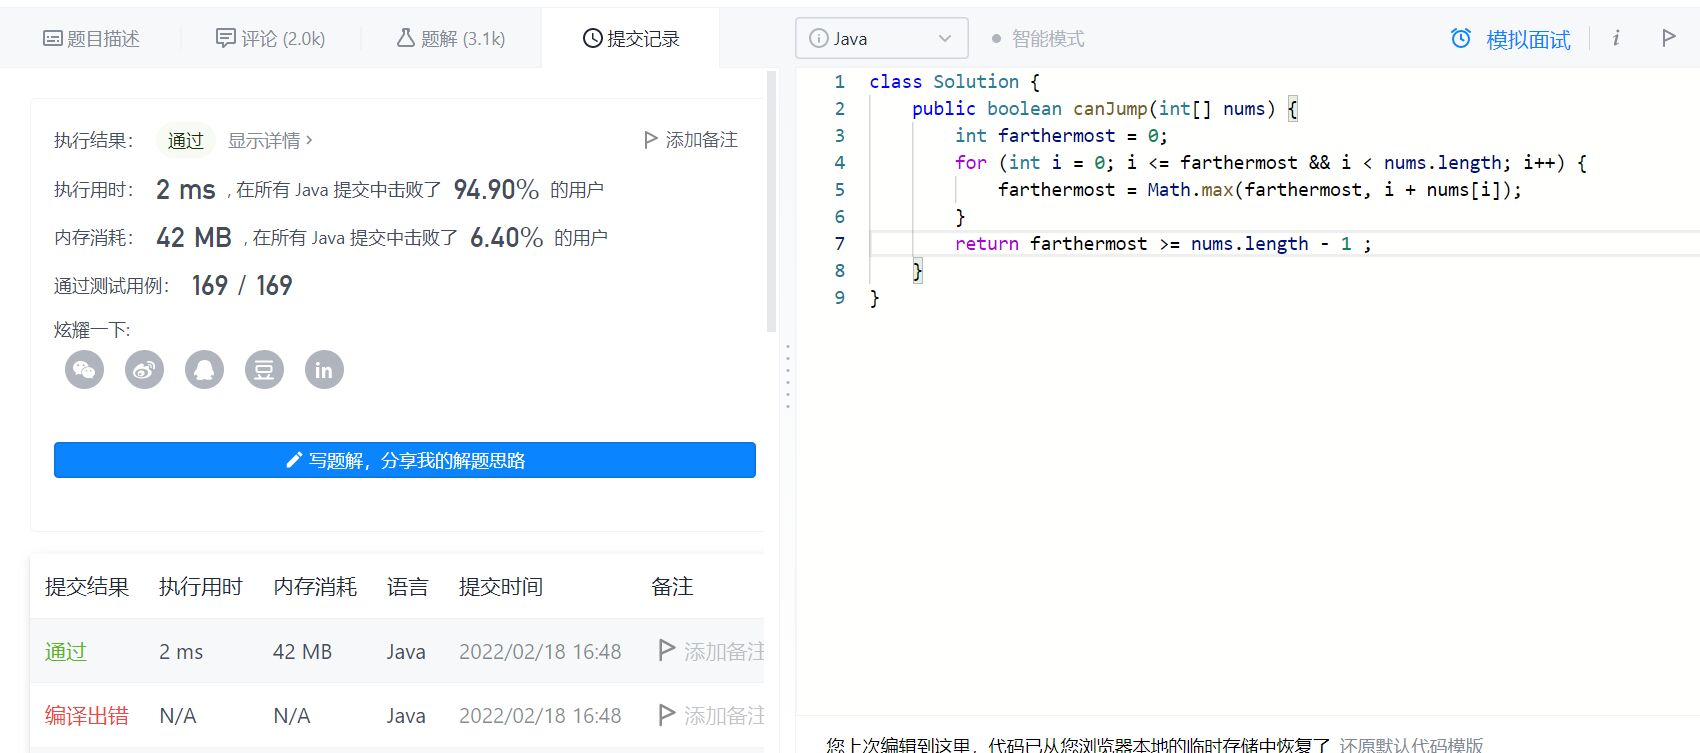 题目描述 评论 (2.0k) 题解 (3.1k) 提交记录
执行结果： 通过 显示详情 › 添加备注
执行用时： 2 ms , 在所有 Java 提交中击败了 94.90% 的用户
内存消耗： 42 MB , 在所有 Java 提交中击败了 6.40% 的用户
通过测试用例： 169 / 169
炫耀一下:
in
写题解，分享我的解题思路
提交结果 执行用时 内存消耗 语言 提交时间 备注
通过 2 ms 42 MB Java 2022/02/18 16:48 添加备注
编译出错 N/A N/A Java 2022/02/18 16:48 添加备注
Java 智能模式 模拟面试 i
1 class Solution {
2 public boolean canJump(int[] nums) {
3 int farthermost = 0;
4 for (int i = 0; i <= farthermost && i < nums.length; i++) {
5 farthermost = Math.max(farthermost, i + nums[i]);
6 }
7 return farthermost >= nums.length - 1 ;
8 }
9 }
您上次编辑到这里，代码已从您浏览器本地的临时存储中恢复了 还原默认代码模版